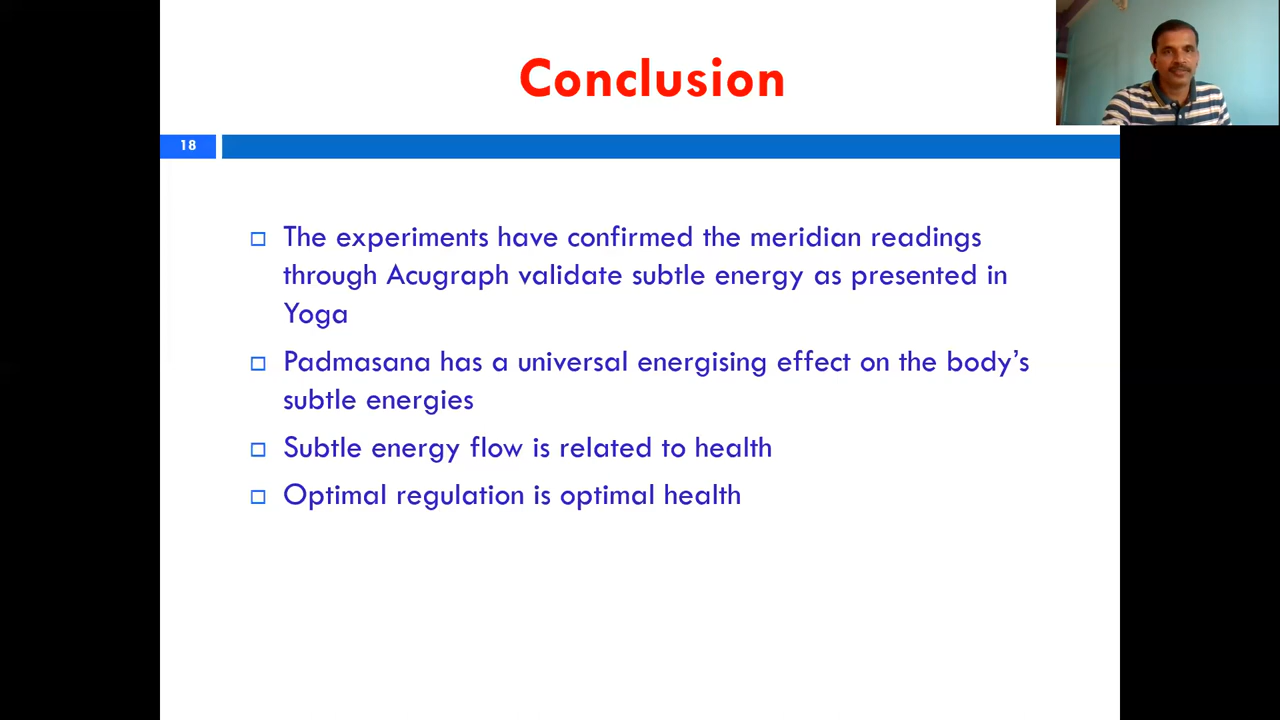 Conclusion
18
The experiments have confirmed the meridian readings
through Acugraph validate subtle energy as presented in
Yoga
Padmasana has a universal energising effect on the body’s
subtle energies
Subtle energy flow is related to health
Optimal regulation is optimal health